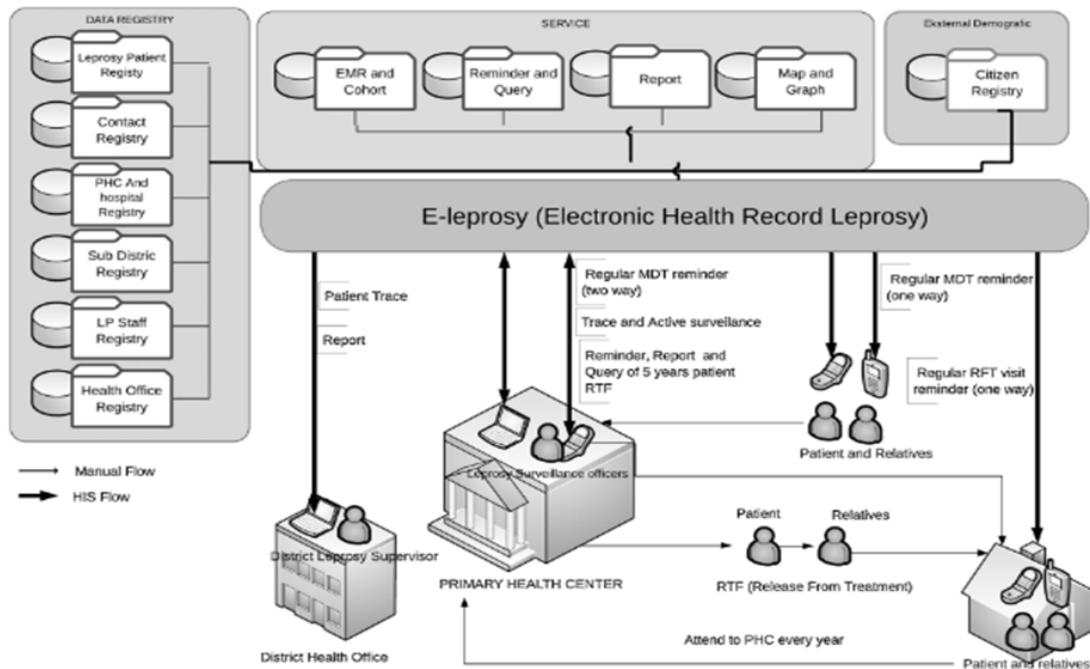 DATA REGISTRY
Leprosy Patient
Registy
Contact
Registry
PHC And
hospital
Registry
Sub Distric
Registry
LP Staff
Registry
Health Office
Registry
SERVICE
EMR and
Cohort
Reminder and
Query
Report
Map and
Graph
Eksternal Demografic
Citizen
Registry
E-leprosy (Electronic Health Record Leprosy)
Patient Trace
Report
Regular MDT reminder
(two way)
Trace and Active surveilance
Reminder, Report and
Query of 5 years patient
RTF
Regular MDT reminder
(one way)
Regular RFT visit
reminder (one way)
Patient and Relatives
Manual Flow
HIS Flow
Leprosy Surveillance officers
District Leprosy Supervisor
PRIMARY HEALTH CENTER
Patient
Relatives
RTF (Release From Treatment)
Attend to PHC every year
District Health Office
Patient and relatives